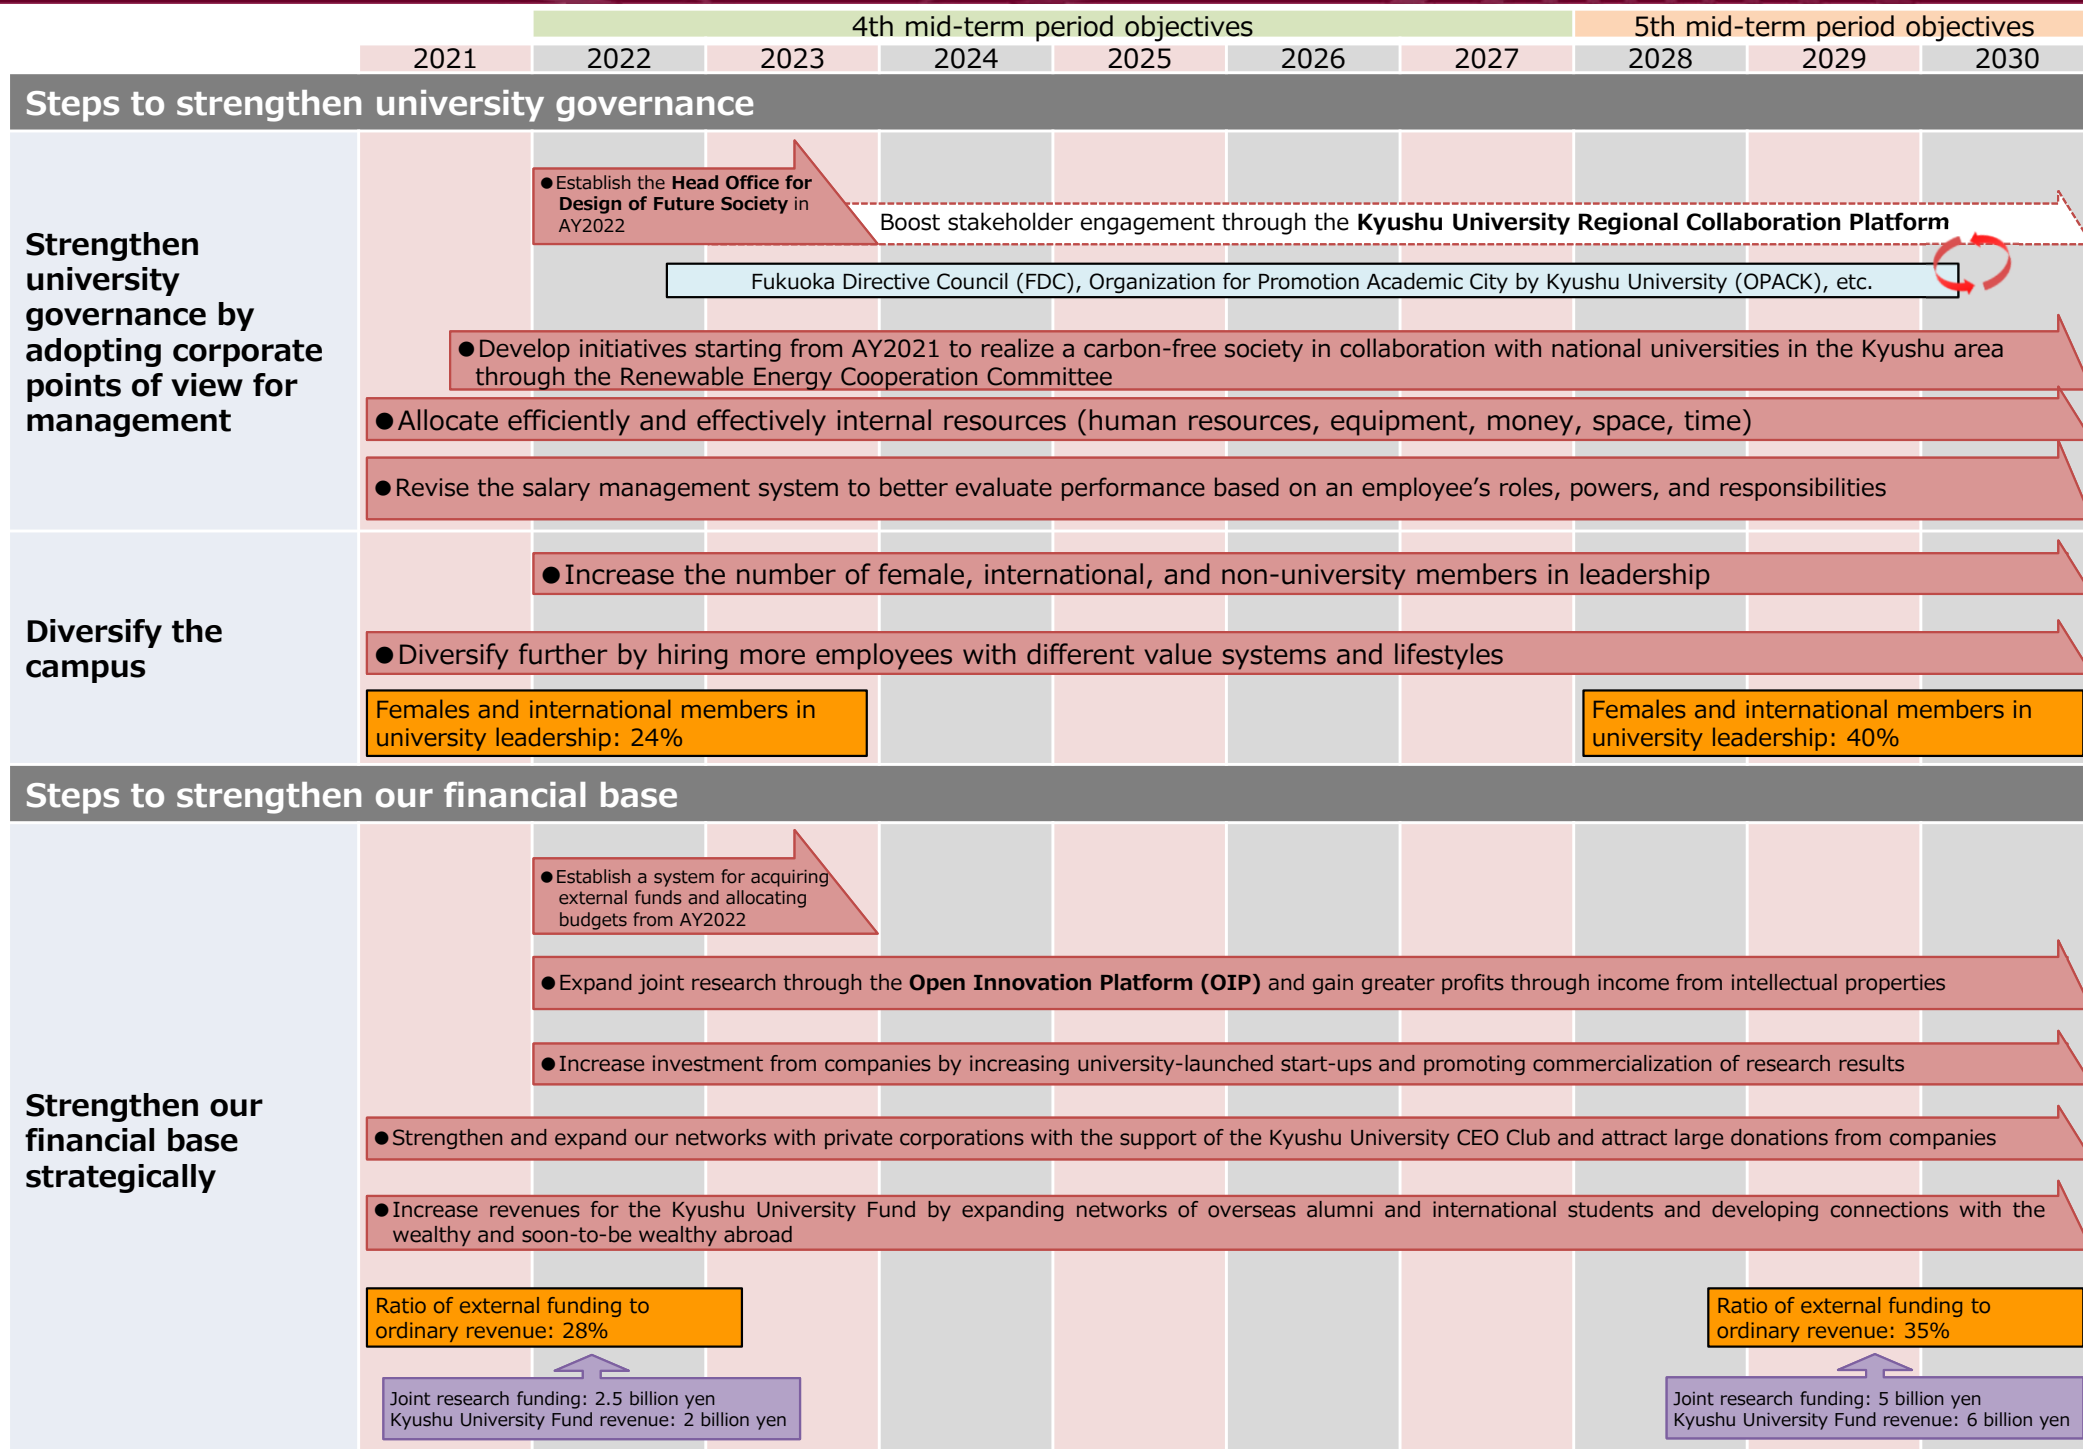 4th mid-term period objectives
5th mid-term period objectives
2021 2022 2023 2024 2025 2026 2027 2028 2029 2030
Steps to strengthen university governance
Strengthen
university
governance by
adopting corporate
points of view for
management
●Establish the Head Office for
Design of Future Society in
AY2022
Boost stakeholder engagement through the Kyushu University Regional Collaboration Platform
Fukuoka Directive Council (FDC), Organization for Promotion Academic City by Kyushu University (OPACK), etc.
●Develop initiatives starting from AY2021 to realize a carbon-free society in collaboration with national universities in the Kyushu area
through the Renewable Energy Cooperation Committee
●Allocate efficiently and effectively internal resources (human resources, equipment, money, space, time)
●Revise the salary management system to better evaluate performance based on an employee’s roles, powers, and responsibilities
Diversify the
campus
●Increase the number of female, international, and non-university members in leadership
●Diversify further by hiring more employees with different value systems and lifestyles
Females and international members in
university leadership: 24%
Females and international members in
university leadership: 40%
Steps to strengthen our financial base
Strengthen our
financial base
strategically
●Establish a system for acquiring
external funds and allocating
budgets from AY2022
●Expand joint research through the Open Innovation Platform (OIP) and gain greater profits through income from intellectual properties
●Increase investment from companies by increasing university-launched start-ups and promoting commercialization of research results
●Strengthen and expand our networks with private corporations with the support of the Kyushu University CEO Club and attract large donations from companies
●Increase revenues for the Kyushu University Fund by expanding networks of overseas alumni and international students and developing connections with the
wealthy and soon-to-be wealthy abroad
Ratio of external funding to
ordinary revenue: 28%
Ratio of external funding to
ordinary revenue: 35%
Joint research funding: 2.5 billion yen
Kyushu University Fund revenue: 2 billion yen
Joint research funding: 5 billion yen
Kyushu University Fund revenue: 6 billion yen